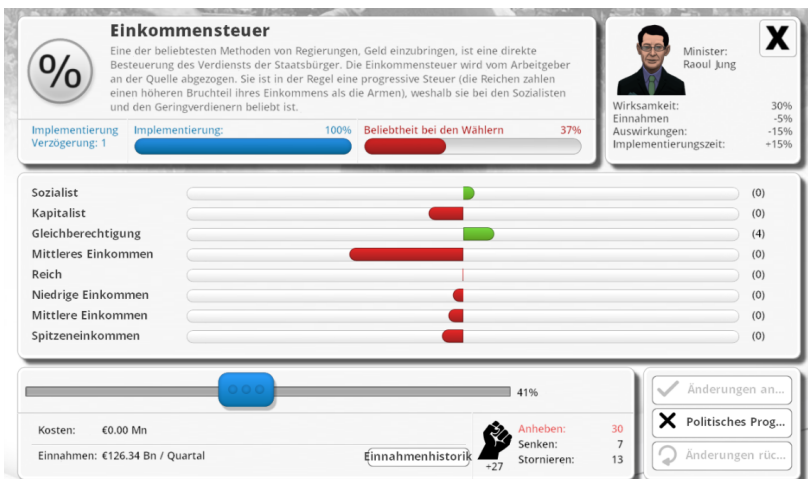 Einkommensteuer
%
Eine der beliebtesten Methoden von Regierungen, Geld einzubringen, ist eine direkte
Besteuerung des Verdiensts der Staatsbürger. Die Einkommensteuer wird vom Arbeitgeber
an der Quelle abgezogen. Sie ist in der Regel eine progressive Steuer (die Reichen zahlen
einen höheren Bruchteil ihres Einkommens als die Armen), weshalb sie bei den Sozialisten
und den Geringverdienern beliebt ist.
Implementierung
Verzögerung: 1
Implementierung: 100%
Beliebtheit bei den Wählern 37%
Minister:
Raoul Jung
X
Wirksamkeit: 30%
Einnahmen -5%
Auswirkungen: -15%
Implementierungszeit: +15%
Sozialist (0)
Kapitalist (0)
Gleichberechtigung (4)
Mittleres Einkommen (0)
Reich (0)
Niedrige Einkommen (0)
Mittlere Einkommen (0)
Spitzeneinkommen (0)
41%
Kosten: €0.00 Mn
Einnahmen: €126.34 Bn / Quartal
Einnahmenhistorik
+27
Anheben: 30
Senken: 7
Stornieren: 13
Änderungen an...
Politisches Prog...
Änderungen rüc...